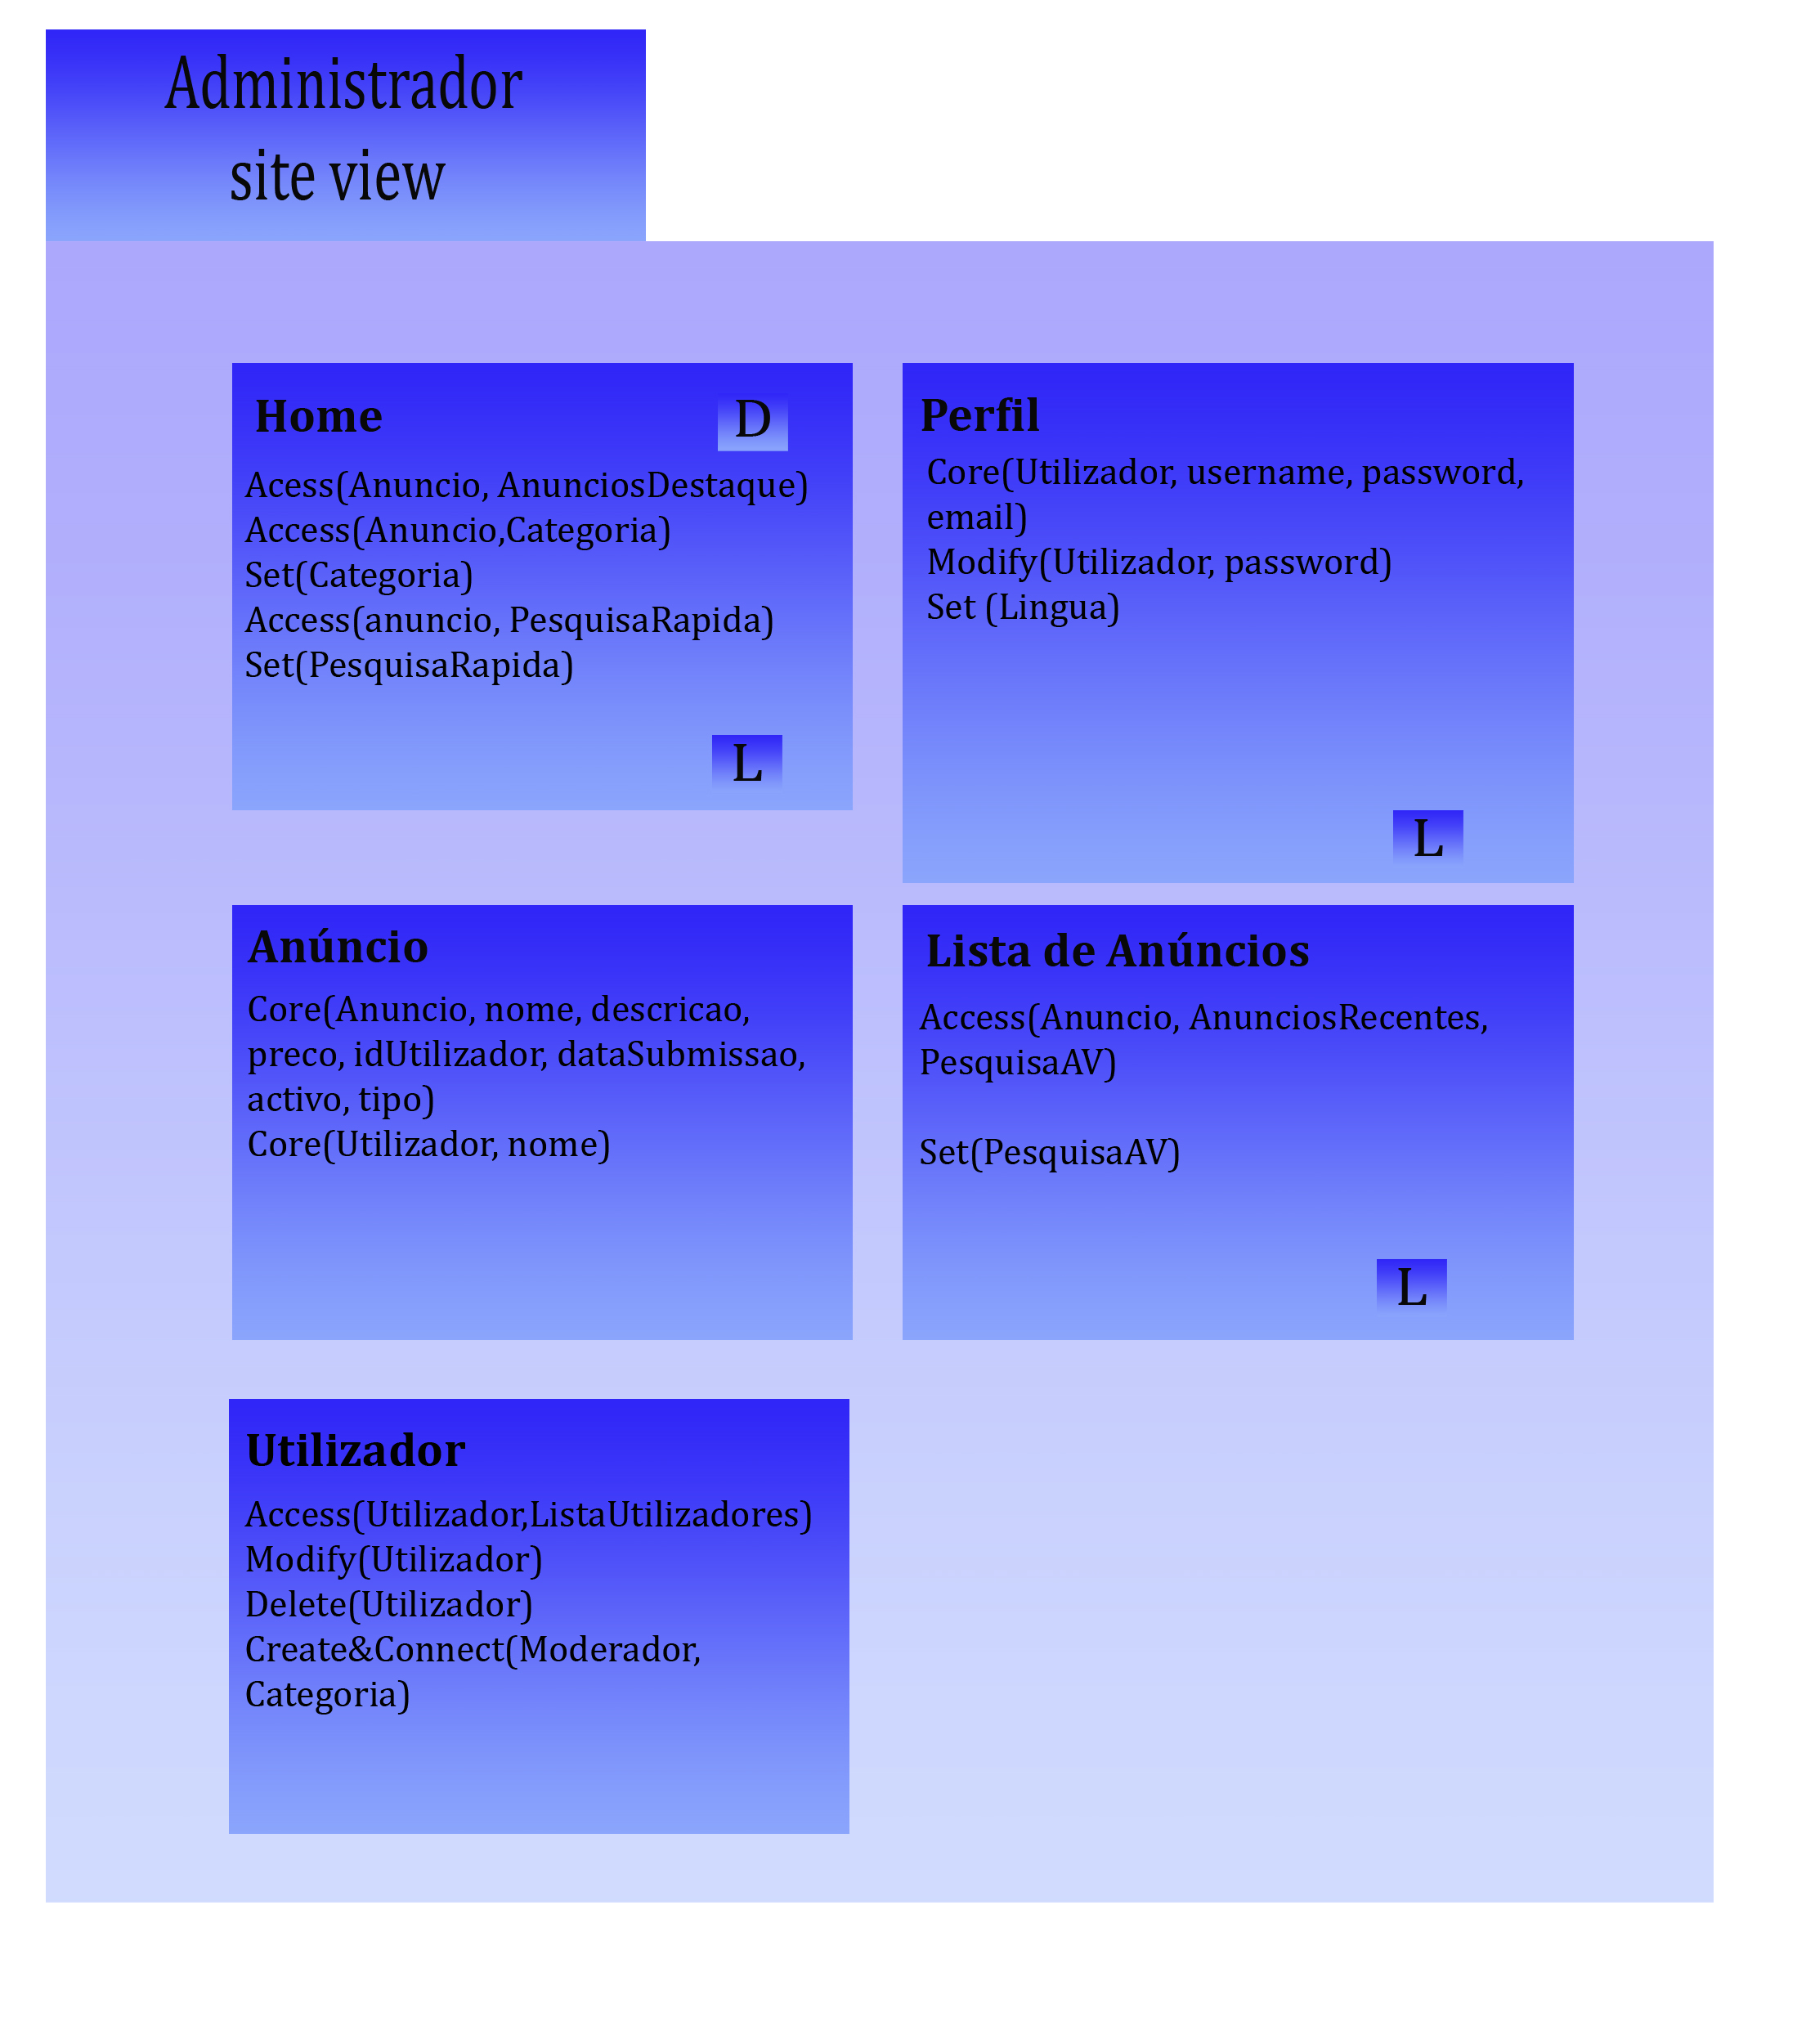 Administrador
site view
Home
D
Acess(Anuncio, AnunciosDestaque)
Access(Anuncio,Categoria)
Set(Categoria)
Access(anuncio, PesquisaRapida)
Set(PesquisaRapida)
L
Perfil
Core(Utilizador, username, password,
email)
Modify(Utilizador, password)
Set (Lingua)
L
Anúncio
Core(Anuncio, nome, descricao,
preco, idUtilizador, dataSubmissao,
activo, tipo)
Core(Utilizador, nome)
Lista de Anúncios
Access(Anuncio, AnunciosRecentes,
PesquisaAV)
Set(PesquisaAV)
L
Utilizador
Access(Utilizador,ListaUtilizadores)
Modify(Utilizador)
Delete(Utilizador)
Create&Connect(Moderador,
Categoria)